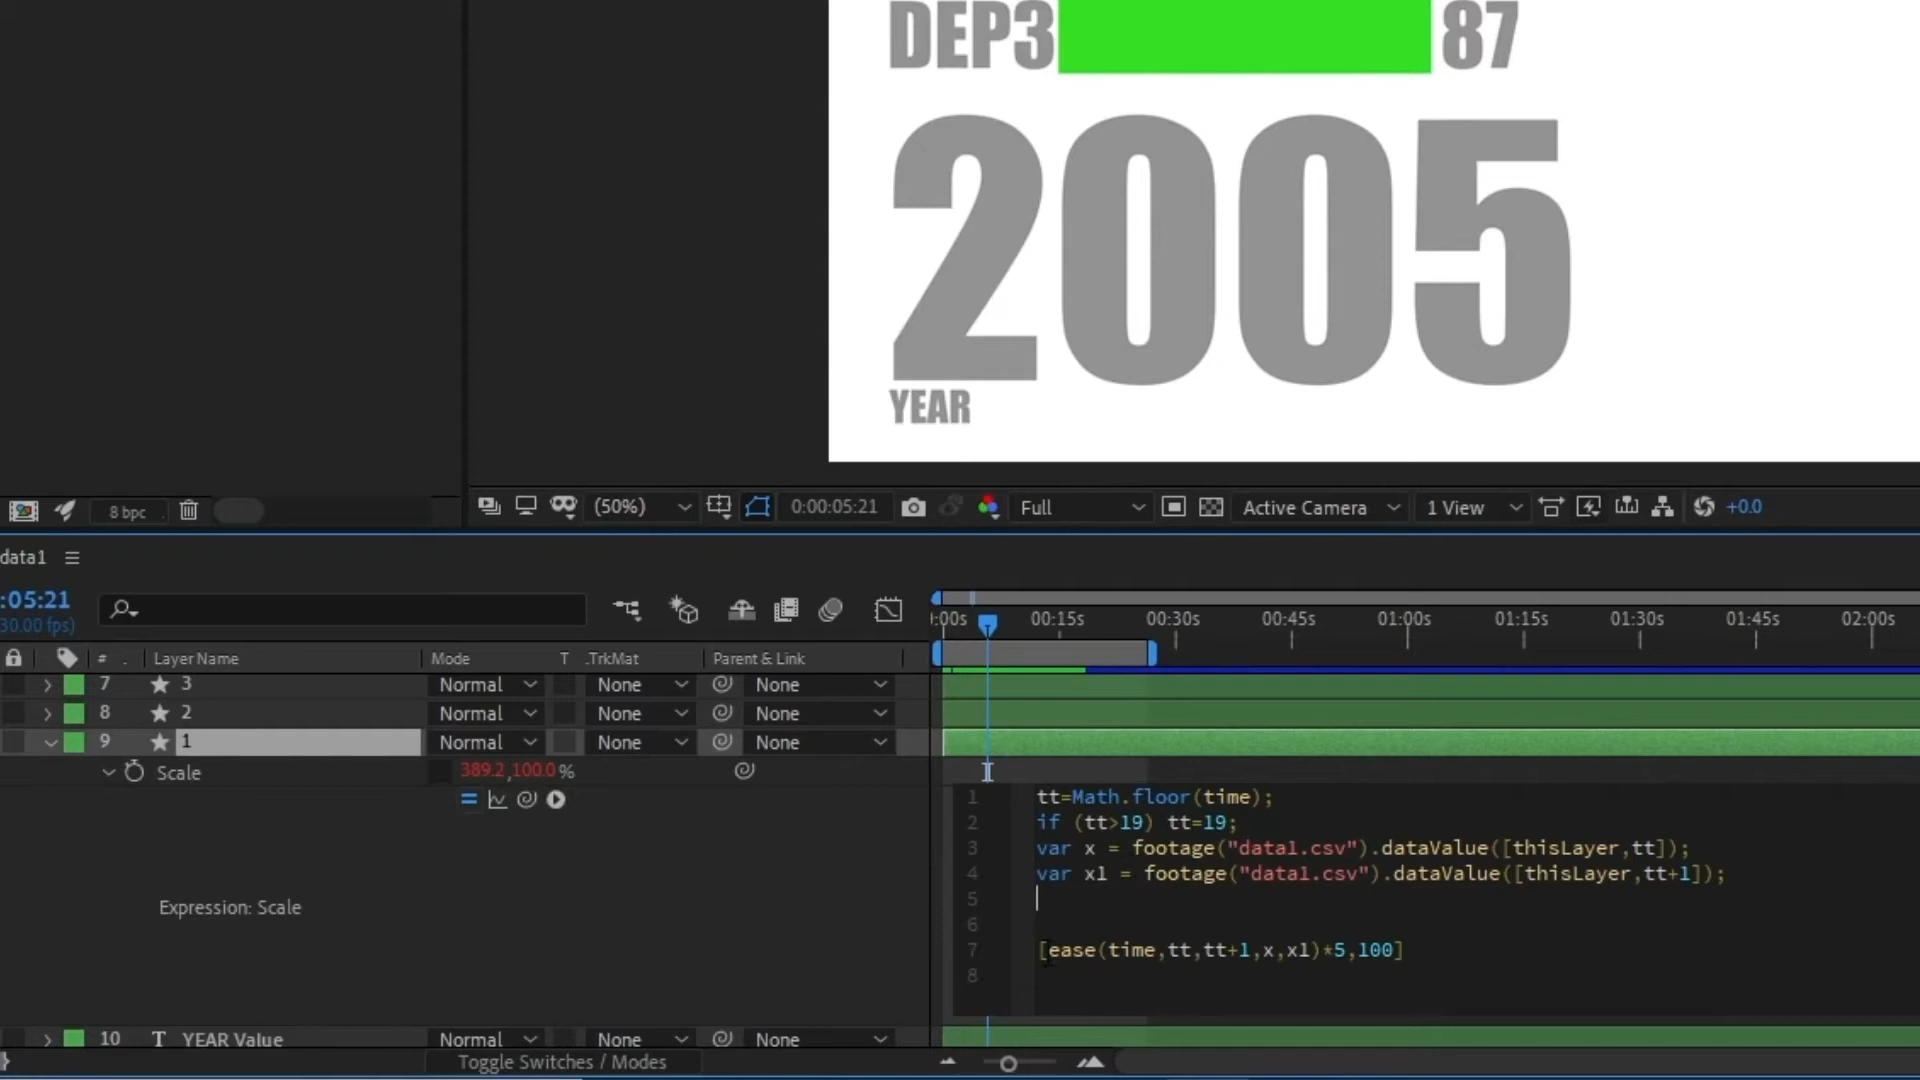 DEP3 87
2005
YEAR
8 bpc (50%) 0:00:05:21 Full Active Camera 1 View +0.0
data1
:05:21
30.00 fps)
:00s 00:15s 00:30s 00:45s 01:00s 01:15s 01:30s 01:45s 02:00s
# . Layer Name Mode T .TrkMat Parent & Link
7 3 Normal None None
8 2 Normal None None
9 1 Normal None None
Scale 389.2,100.0 %
1 tt=Math.floor(time);
2 if (tt>19) tt=19;
3 var x = footage("data1.csv").dataValue([thisLayer,tt]);
4 var x1 = footage("data1.csv").dataValue([thisLayer,tt+1]);
5
Expression: Scale
6
7 [ease(time,tt,tt+1,x,x1)*5,100]
8
10 T YEAR Value Normal None None
Toggle Switches / Modes